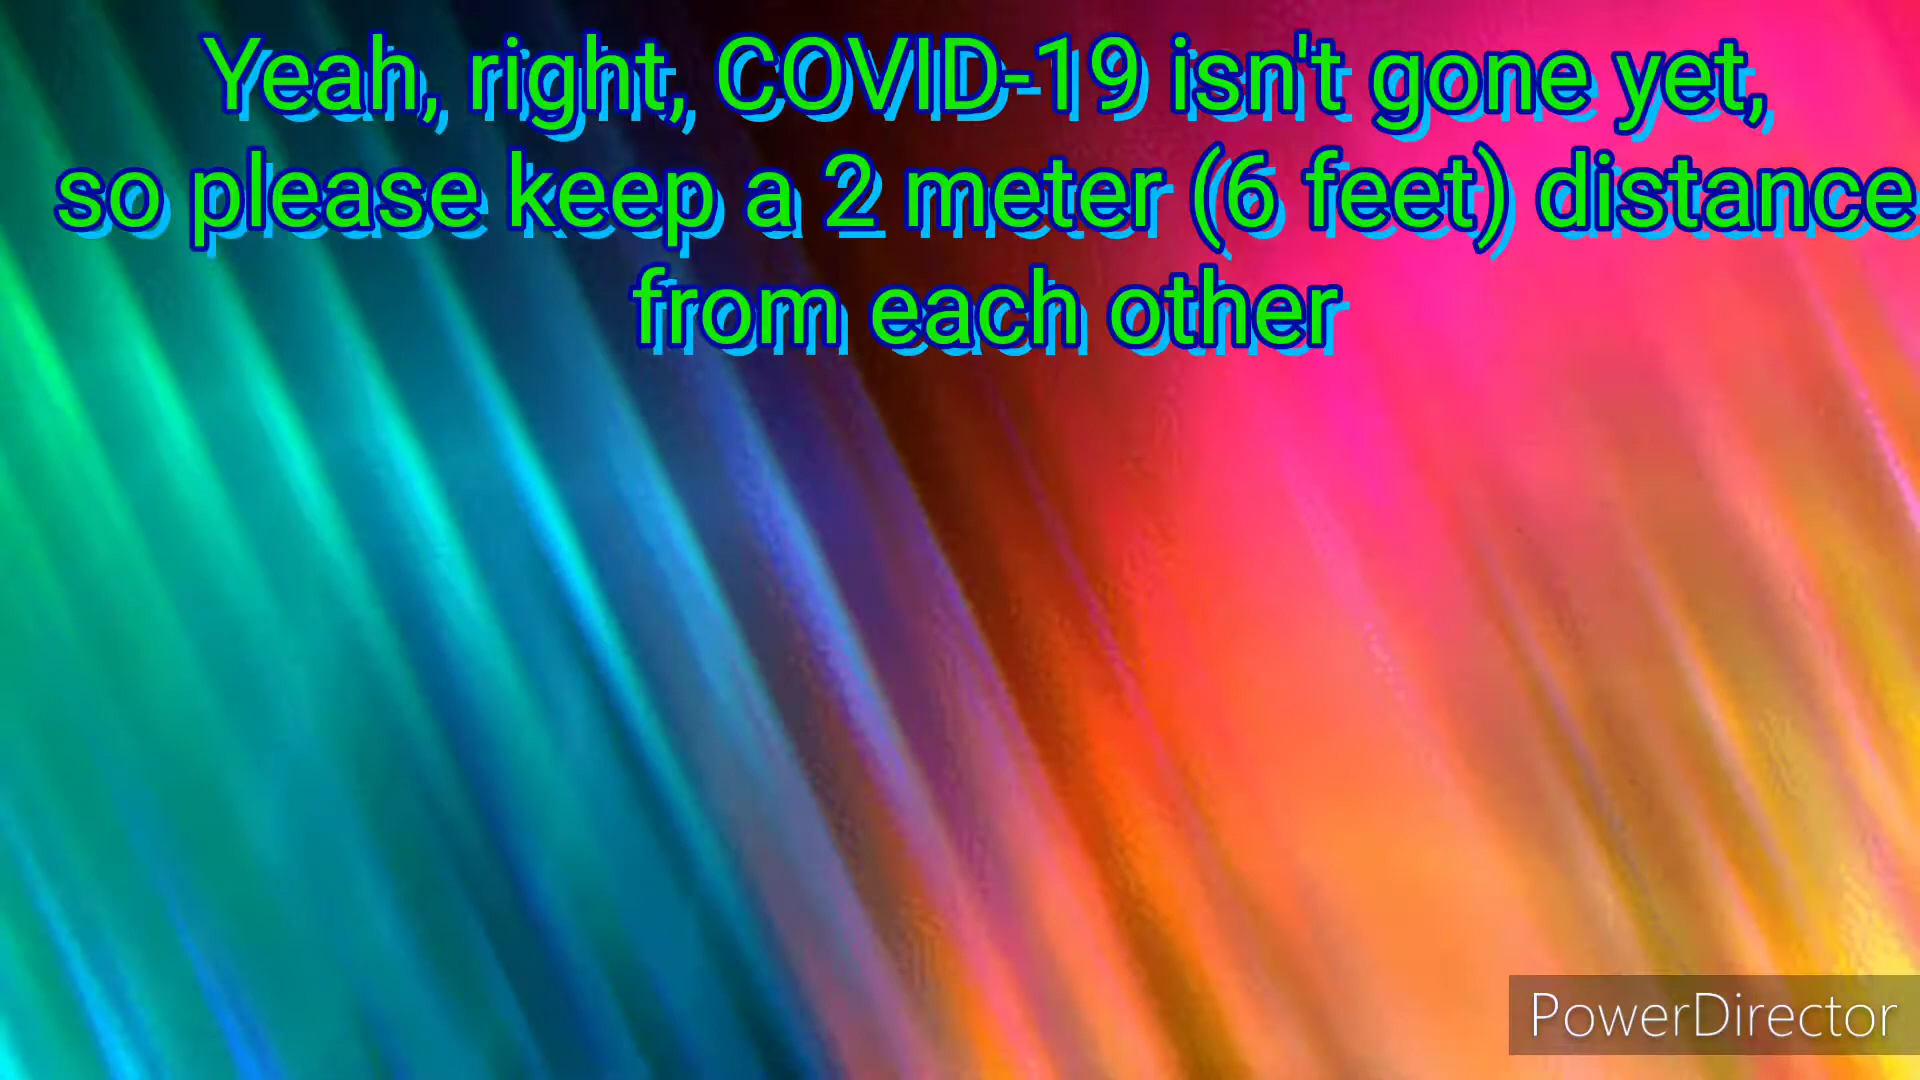 Yeah, right, COVID-19 isn't gone yet,
so please keep a 2 meter (6 feet) distance
from each other
PowerDirector